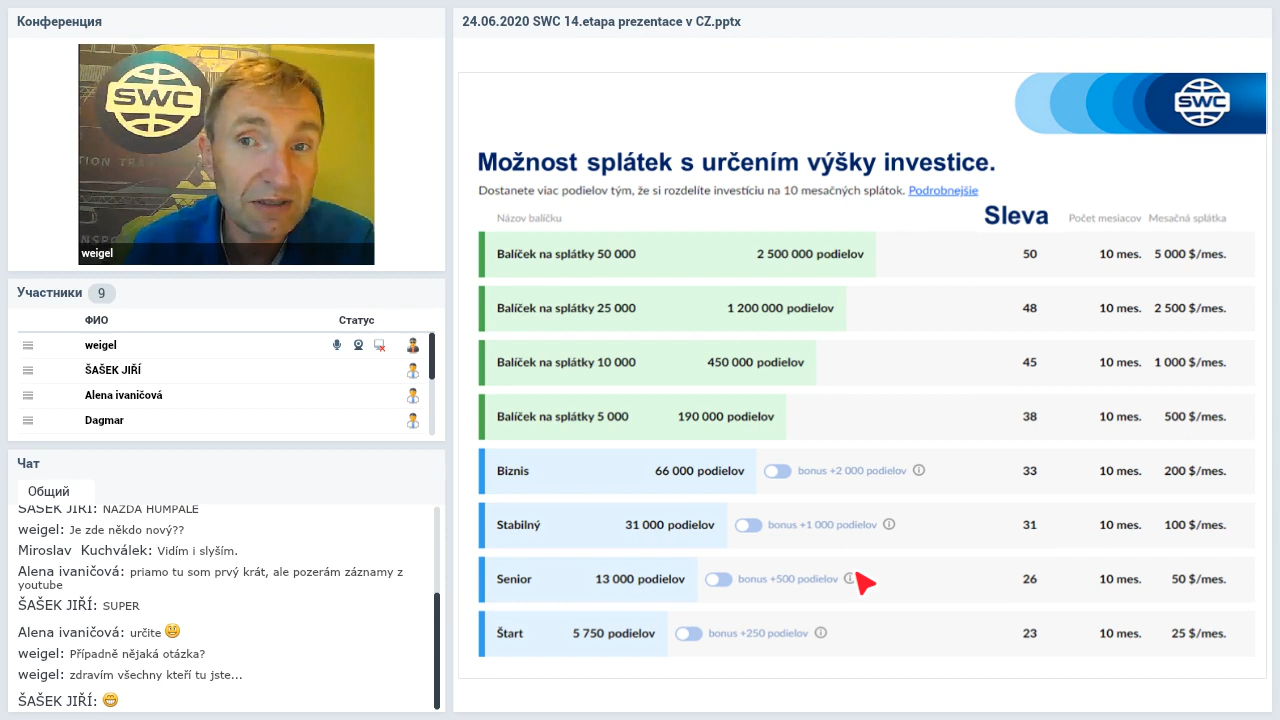 Конференция
SWC
TION TRA
NSPO
weigel
Участники 9
ФИО Статус
weigel
ŠAŠEK JIŘÍ
Alena ivaničová
Dagmar
Чат
Общий
ŠAŠEK JIŘÍ: NAZDA HUMPALE
weigel: Je zde někdo nový??
Miroslav Kuchválek: Vidím i slyším.
Alena ivaničová: priamo tu som prvý krát, ale pozerám záznamy z
youtube
ŠAŠEK JIŘÍ: SUPER
Alena ivaničová: určite
weigel: Případně nějaká otázka?
weigel: zdravím všechny kteří tu jste...
ŠAŠEK JIŘÍ:
24.06.2020 SWC 14.etapa prezentace v CZ.pptx
SWC
Možnost splátek s určením výšky investice.
Dostanete viac podielov tým, že si rozdelíte investíciu na 10 mesačných splátok. Podrobnejšie
Názov balíčku Sleva Počet mesiacov Mesačná splátka
Balíček na splátky 50 000 2 500 000 podielov 50 10 mes. 5 000 $/mes.
Balíček na splátky 25 000 1 200 000 podielov 48 10 mes. 2 500 $/mes.
Balíček na splátky 10 000 450 000 podielov 45 10 mes. 1 000 $/mes.
Balíček na splátky 5 000 190 000 podielov 38 10 mes. 500 $/mes.
Biznis 66 000 podielov bonus +2 000 podielov 33 10 mes. 200 $/mes.
Stabilný 31 000 podielov bonus +1 000 podielov 31 10 mes. 100 $/mes.
Senior 13 000 podielov bonus +500 podielov 26 10 mes. 50 $/mes.
Štart 5 750 podielov bonus +250 podielov 23 10 mes. 25 $/mes.